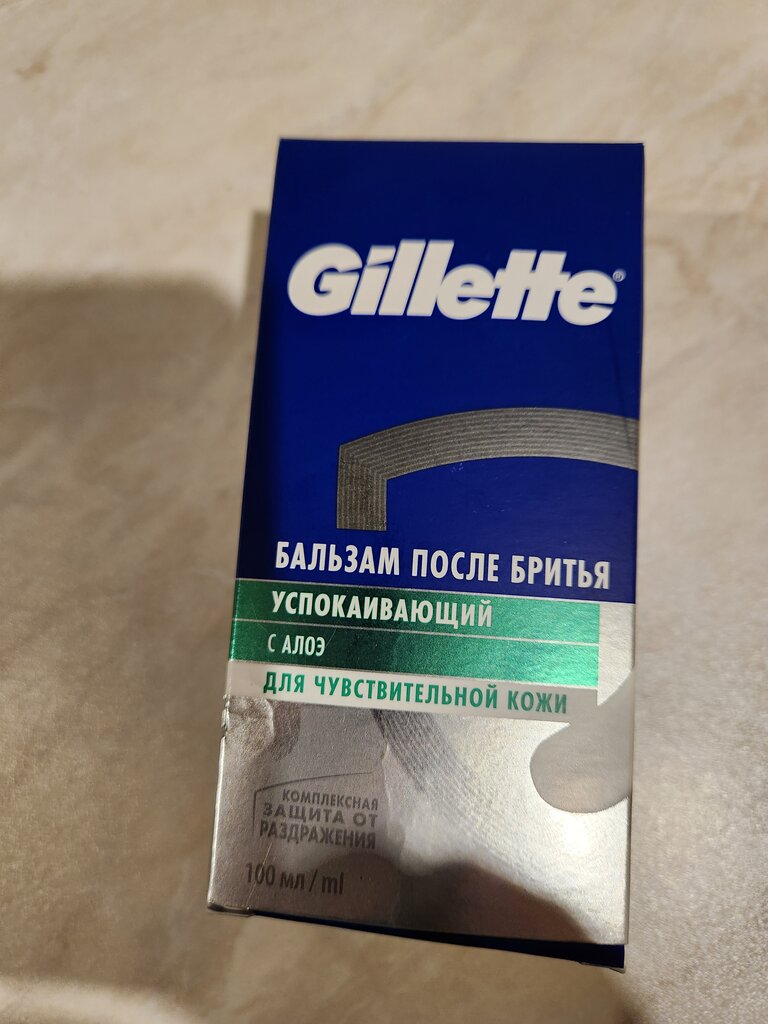 Gillette®
БАЛЬЗАМ ПОСЛЕ БРИТЬЯ
УСПОКАИВАЮЩИЙ
С АЛОЭ
ДЛЯ ЧУВСТВИТЕЛЬНОЙ КОЖИ
КОМПЛЕКСНАЯ
ЗАЩИТА ОТ
РАЗДРАЖЕНИЯ
100 мл / ml